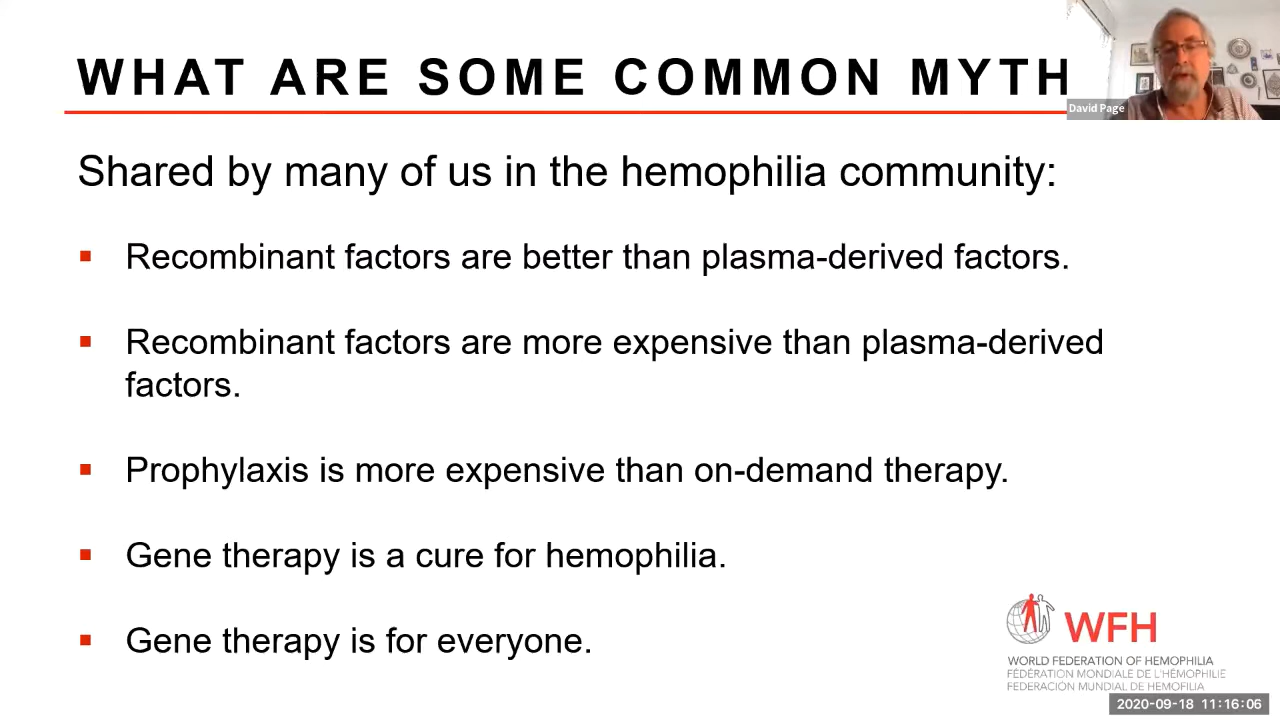 WHAT ARE SOME COMMON MYTH
David Page
Shared by many of us in the hemophilia community:
▪ Recombinant factors are better than plasma-derived factors.
▪ Recombinant factors are more expensive than plasma-derived
factors.
▪ Prophylaxis is more expensive than on-demand therapy.
▪ Gene therapy is a cure for hemophilia.
▪ Gene therapy is for everyone.
WFH
WORLD FEDERATION OF HEMOPHILIA
FÉDÉRATION MONDIALE DE L'HÉMOPHILIE
FEDERACIÓN MUNDIAL DE HEMOFILIA
2020-09-18 11:16:06